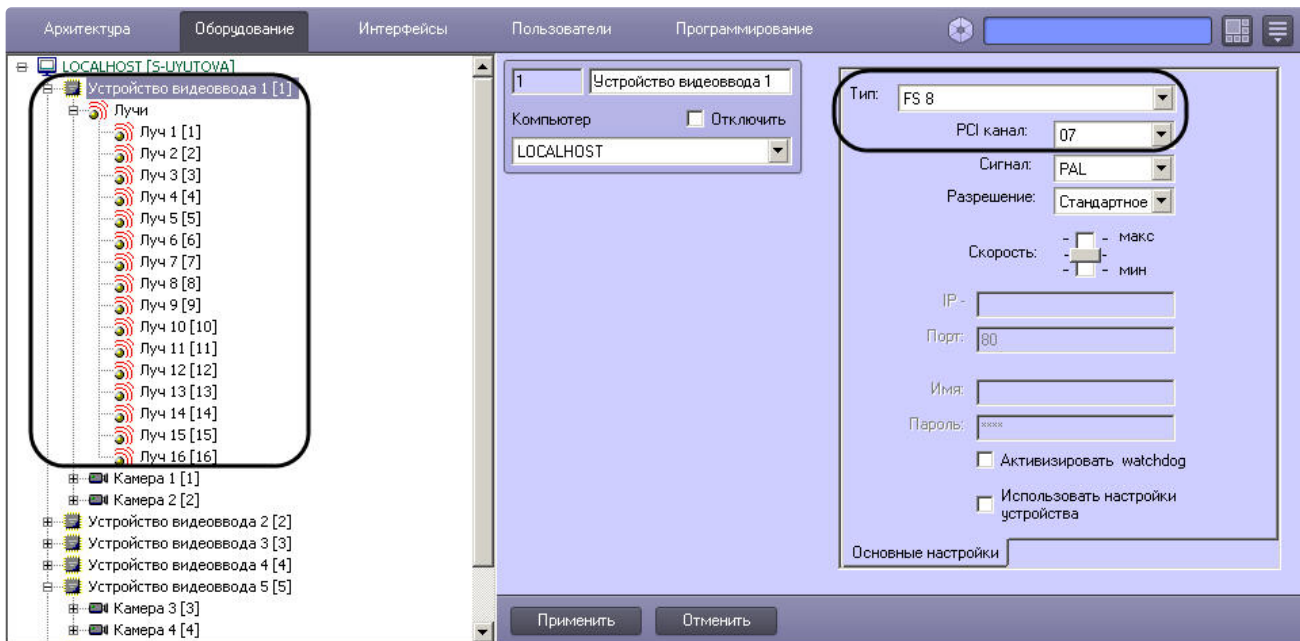 Архитектура Оборудование Интерфейсы Пользователи Программирование
LOCALHOST [S-UYUTOVA]
Устройство видеоввода 1 [1]
Лучи
Луч 1 [1]
Луч 2 [2]
Луч 3 [3]
Луч 4 [4]
Луч 5 [5]
Луч 6 [6]
Луч 7 [7]
Луч 8 [8]
Луч 9 [9]
Луч 10 [10]
Луч 11 [11]
Луч 12 [12]
Луч 13 [13]
Луч 14 [14]
Луч 15 [15]
Луч 16 [16]
Камера 1 [1]
Камера 2 [2]
Устройство видеоввода 2 [2]
Устройство видеоввода 3 [3]
Устройство видеоввода 4 [4]
Устройство видеоввода 5 [5]
Камера 3 [3]
Камера 4 [4]
1 Устройство видеоввода 1
Компьютер Отключить
LOCALHOST
Тип: FS 8
PCI канал: 07
Сигнал: PAL
Разрешение: Стандартное
Скорость: макс
мин
IP -
Порт: 80
Имя:
Пароль: ****
Активизировать watchdog
Использовать настройки
устройства
Основные настройки
Применить Отменить